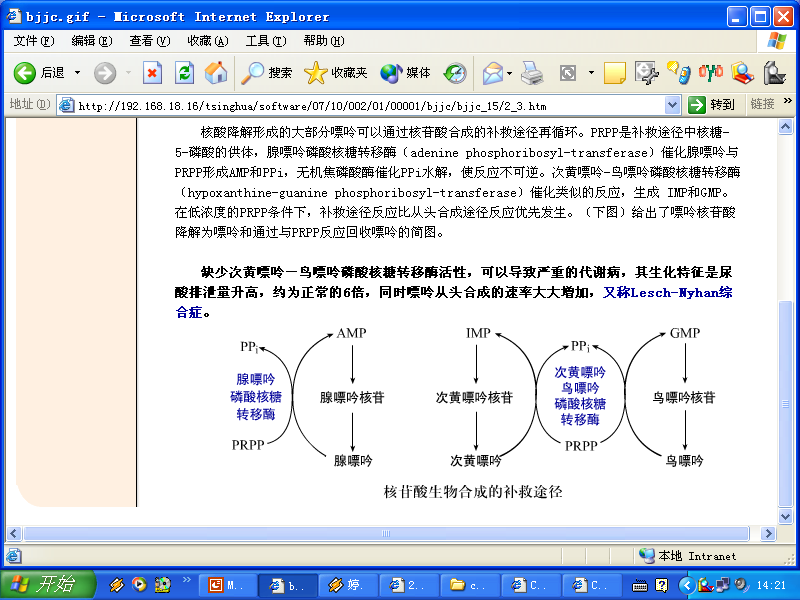 bjjc.gif - Microsoft Internet Explorer
文件(F) 编辑(E) 查看(V) 收藏(A) 工具(T) 帮助(H)
后退 搜索 收藏夹 媒体
地址(D) http://192.168.18.16/tsinghua/software/07/10/002/01/00001/bjjc/bjjc_15/2_3.htm 转到 链接 »
核酸降解形成的大部分嘌呤可以通过核苷酸合成的补救途径再循环。PRPP是补救途径中核糖-
5-磷酸的供体，腺嘌呤磷酸核糖转移酶（adenine phosphoribosyl-transferase）催化腺嘌呤与
PRPP形成AMP和PPi，无机焦磷酸酶催化PPi水解，使反应不可逆。次黄嘌呤-鸟嘌呤磷酸核糖转移酶
（hypoxanthine-guanine phosphoribosyl-transferase）催化类似的反应，生成 IMP和GMP。
在低浓度的PRPP条件下，补救途径反应比从头合成途径反应优先发生。（下图）给出了嘌呤核苷酸
降解为嘌呤和通过与PRPP反应回收嘌呤的简图。
缺少次黄嘌呤－鸟嘌呤磷酸核糖转移酶活性，可以导致严重的代谢病，其生化特征是尿
酸排泄量升高，约为正常的6倍，同时嘌呤从头合成的速率大大增加，又称Lesch-Nyhan综
合症。
PPi AMP IMP PPi GMP
腺嘌呤
磷酸核糖
转移酶
次黄嘌呤
鸟嘌呤
磷酸核糖
转移酶
腺嘌呤核苷 次黄嘌呤核苷 鸟嘌呤核苷
PRPP 腺嘌呤 次黄嘌呤 PRPP 鸟嘌呤
核苷酸生物合成的补救途径
本地 Intranet
开始 » M.. b.. 婷. 2.. c.. C.. C.. 14:21